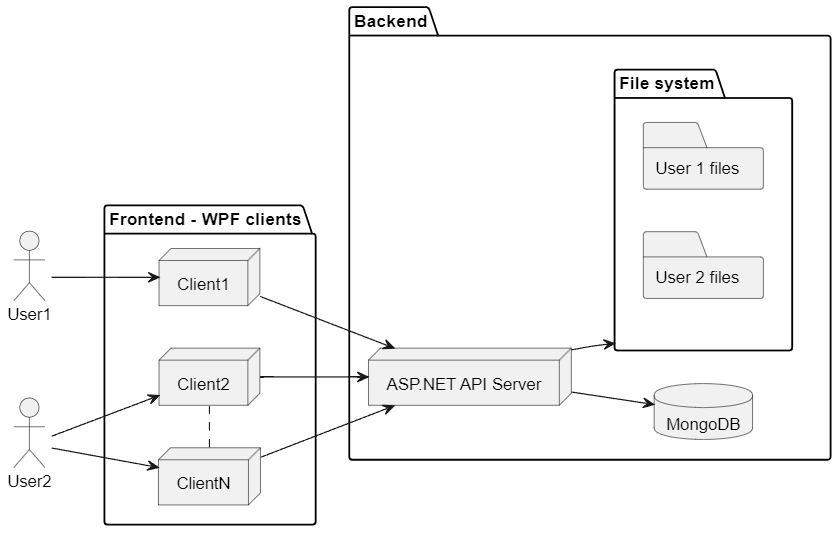 Backend
File system
User 1 files
User 2 files
Frontend - WPF clients
User1
Client1
Client2
ASP.NET API Server
MongoDB
User2
ClientN